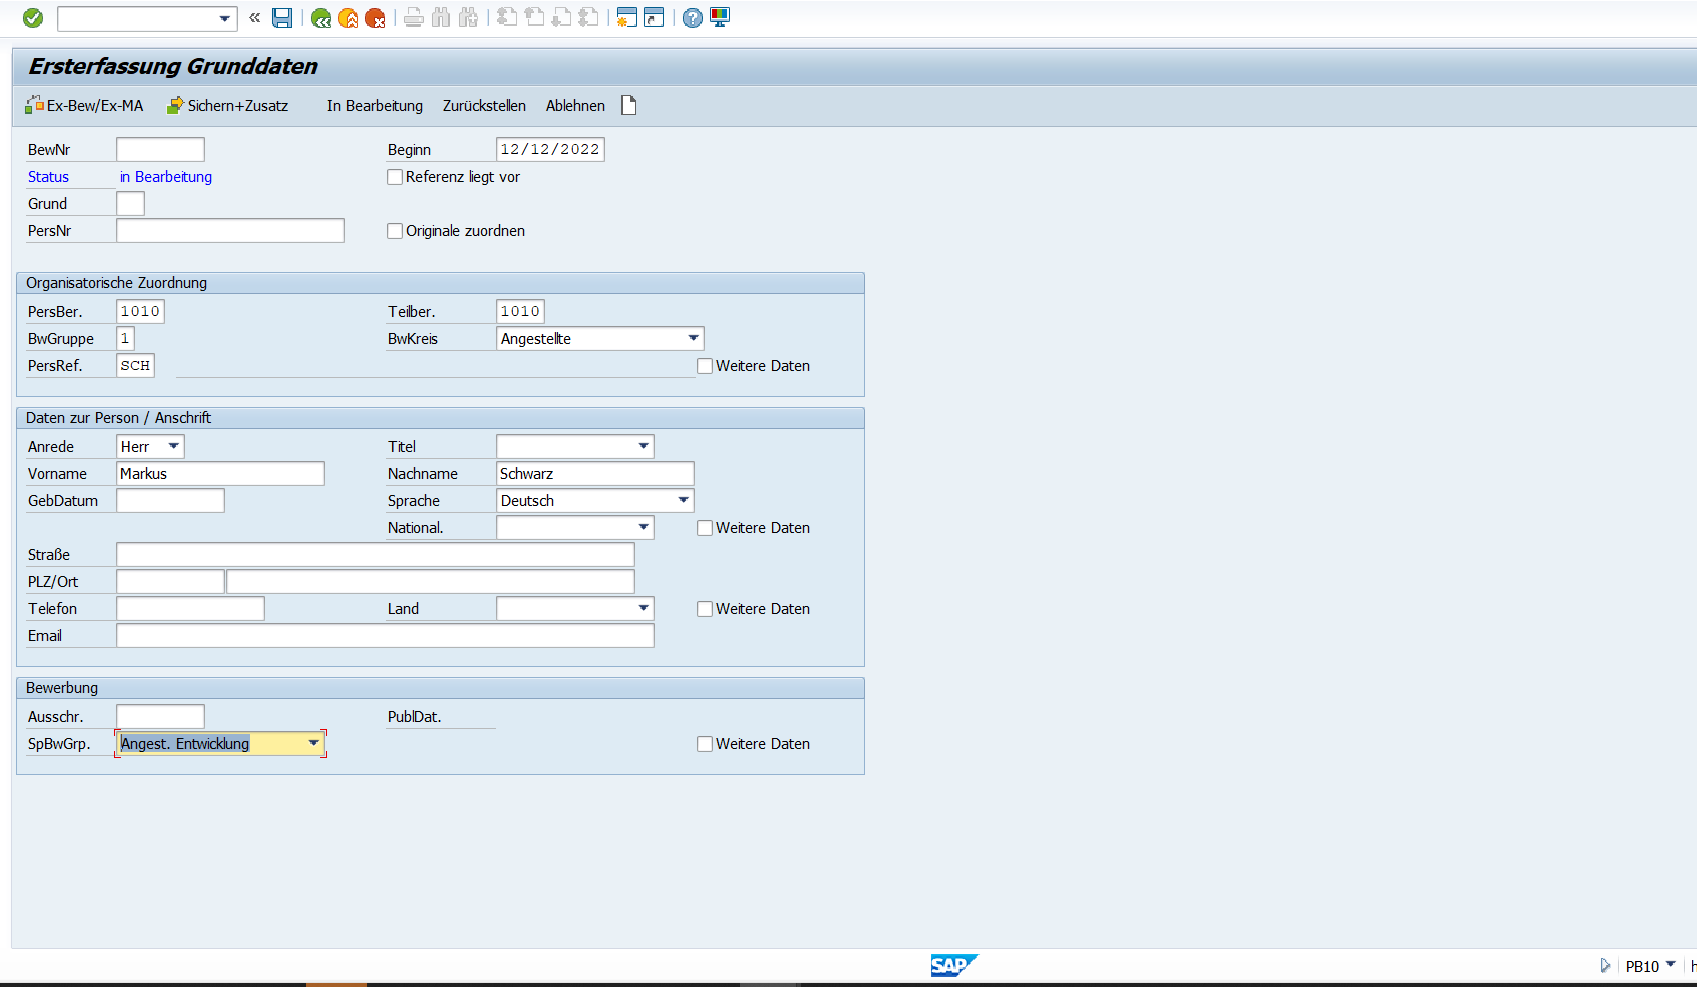 Ersterfassung Grunddaten
Ex-Bew/Ex-MA Sichern+Zusatz In Bearbeitung Zurückstellen Ablehnen
BewNr Beginn 12/12/2022
Status in Bearbeitung Referenz liegt vor
Grund
PersNr Originale zuordnen
Organisatorische Zuordnung
PersBer. 1010 Teilber. 1010
BwGruppe 1 BwKreis Angestellte
PersRef. SCH Weitere Daten
Daten zur Person / Anschrift
Anrede Herr Titel
Vorname Markus Nachname Schwarz
GebDatum Sprache Deutsch
National. Weitere Daten
Straße
PLZ/Ort
Telefon Land Weitere Daten
Email
Bewerbung
Ausschr. PublDat.
SpBwGrp. Angest. Entwicklung Weitere Daten
SAP PB10